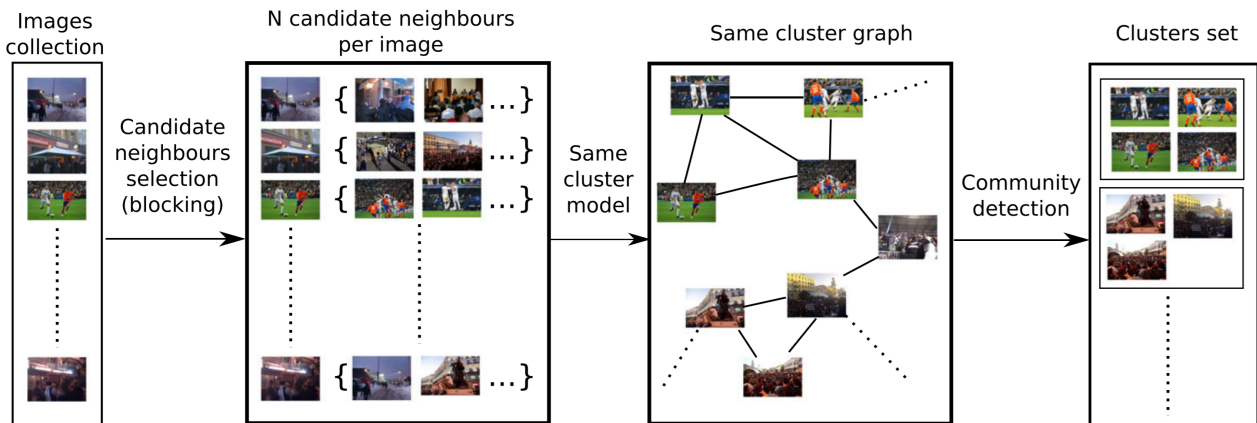 Images
collection
N candidate neighbours
per image
Same cluster graph
Clusters set
Candidate
neighbours
selection
(blocking)
Same
cluster
model
Community
detection
{ ...}
{ ...}
{ ...}
{ ...}